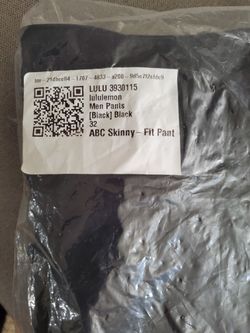 LULU 3930115
lululemon
Men Pants
[Black] Black
32
ABC Skinny - Fit Pant